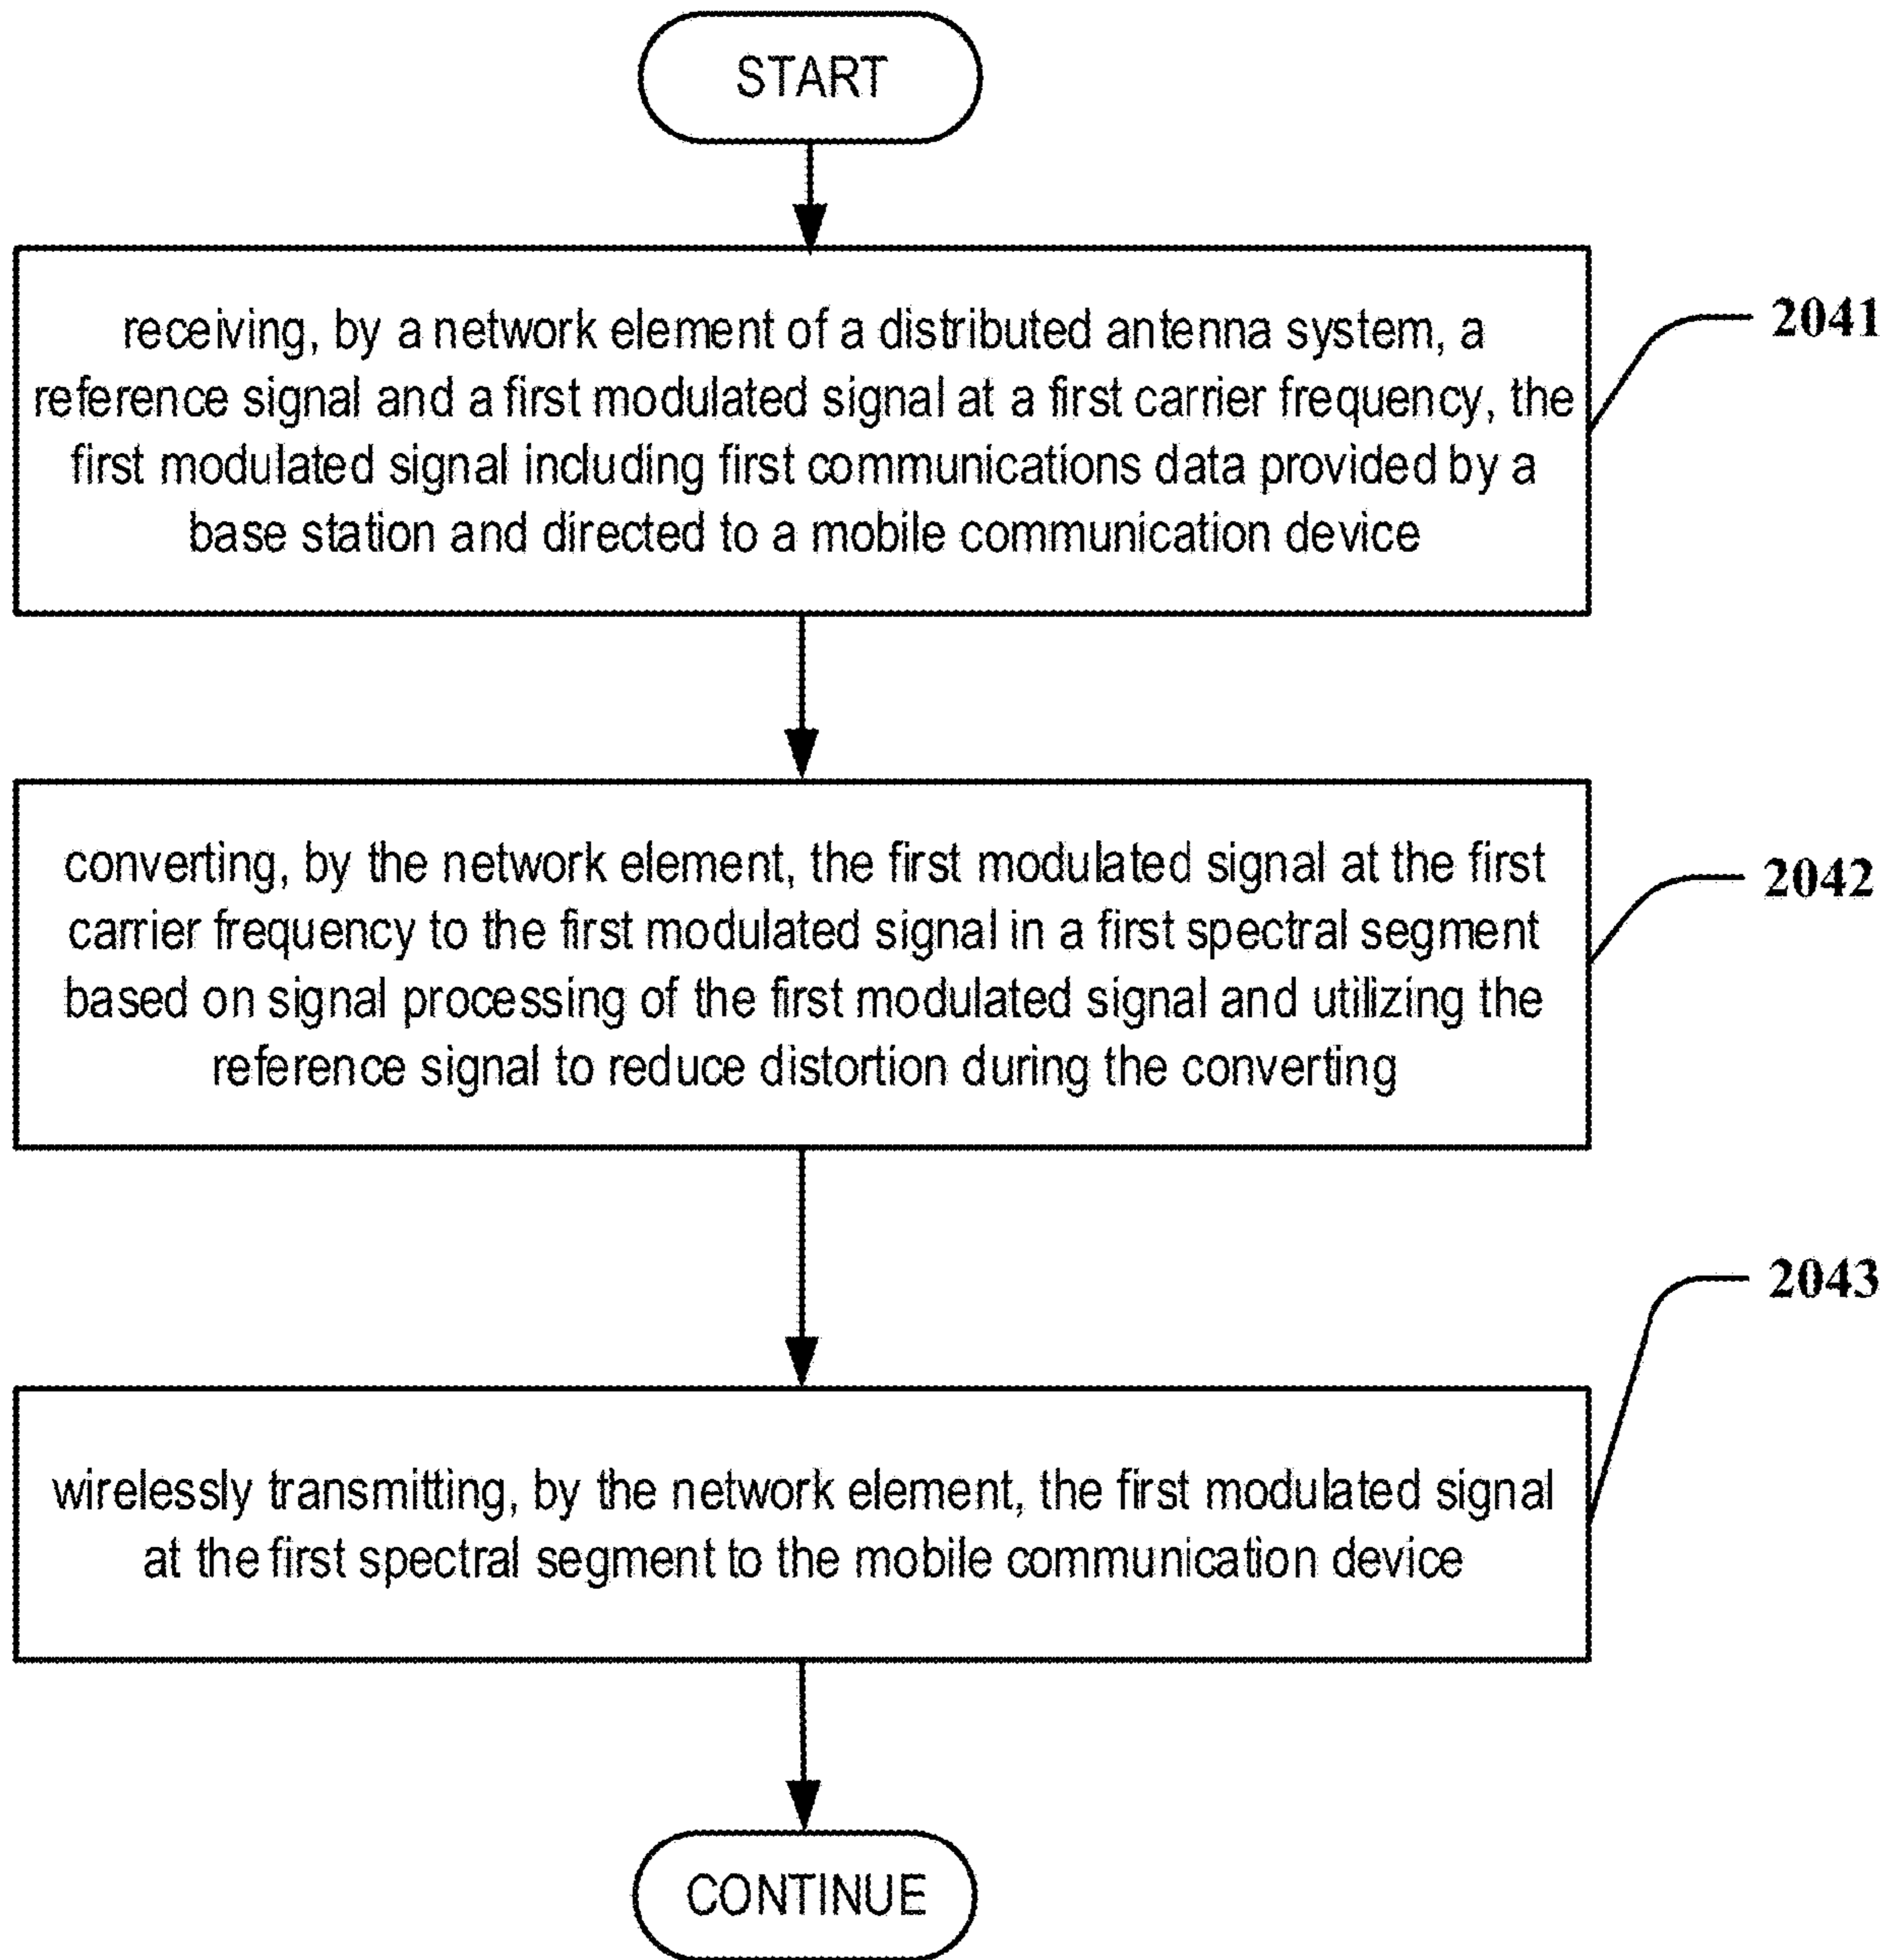 START
receiving, by a network element of a distributed antenna system, a
reference signal and a first modulated signal at a first carrier frequency, the
first modulated signal including first communications data provided by a
base station and directed to a mobile communication device
2041
converting, by the network element, the first modulated signal at the first
carrier frequency to the first modulated signal in a first spectral segment
based on signal processing of the first modulated signal and utilizing the
reference signal to reduce distortion during the converting
2042
wirelessly transmitting, by the network element, the first modulated signal
at the first spectral segment to the mobile communication device
2043
CONTINUE